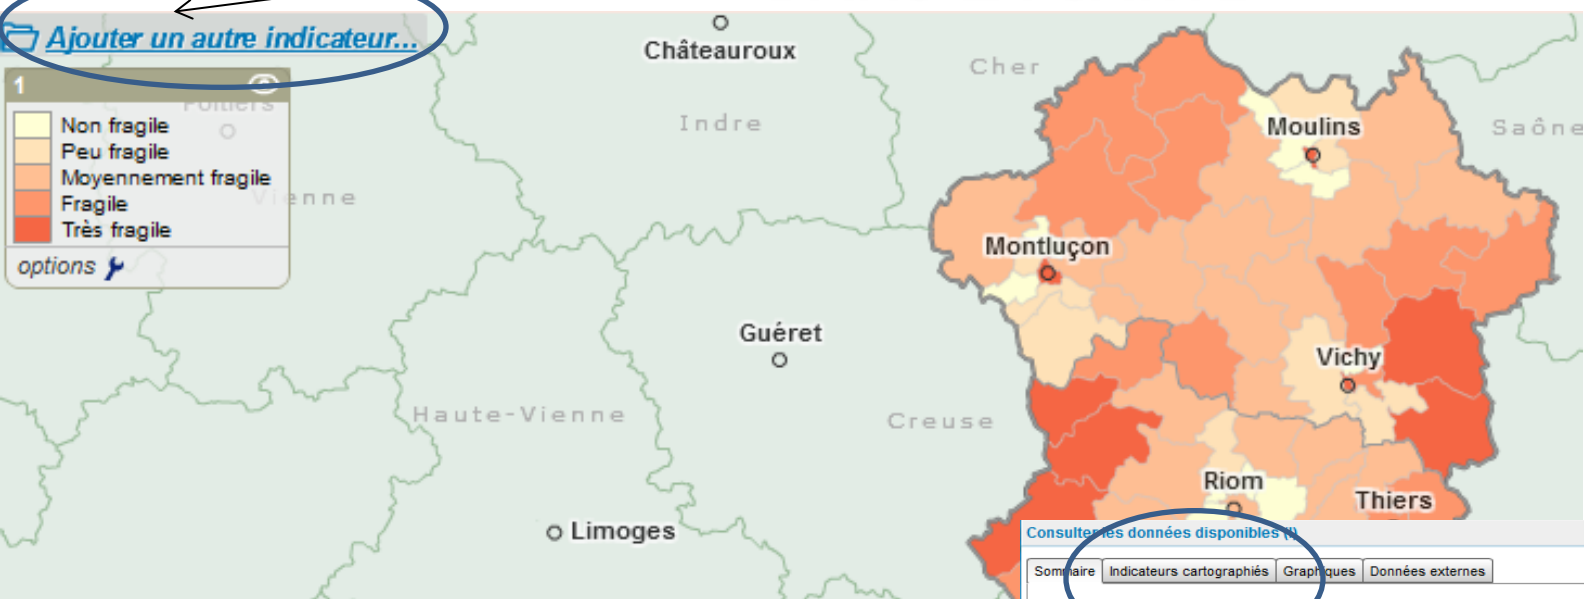 Ajouter un autre indicateur...
1
Poitiers
Non fragile
Peu fragile
Moyennement fragile
Fragile
Très fragile
options
Vienne
Châteauroux
Indre
Cher
Moulins
Saône
Montluçon
Guéret
Vichy
Haute-Vienne
Creuse
Riom
Thiers
Limoges
Consulter les données disponibles (I)
Sommaire Indicateurs cartographiés Graphiques Données externes